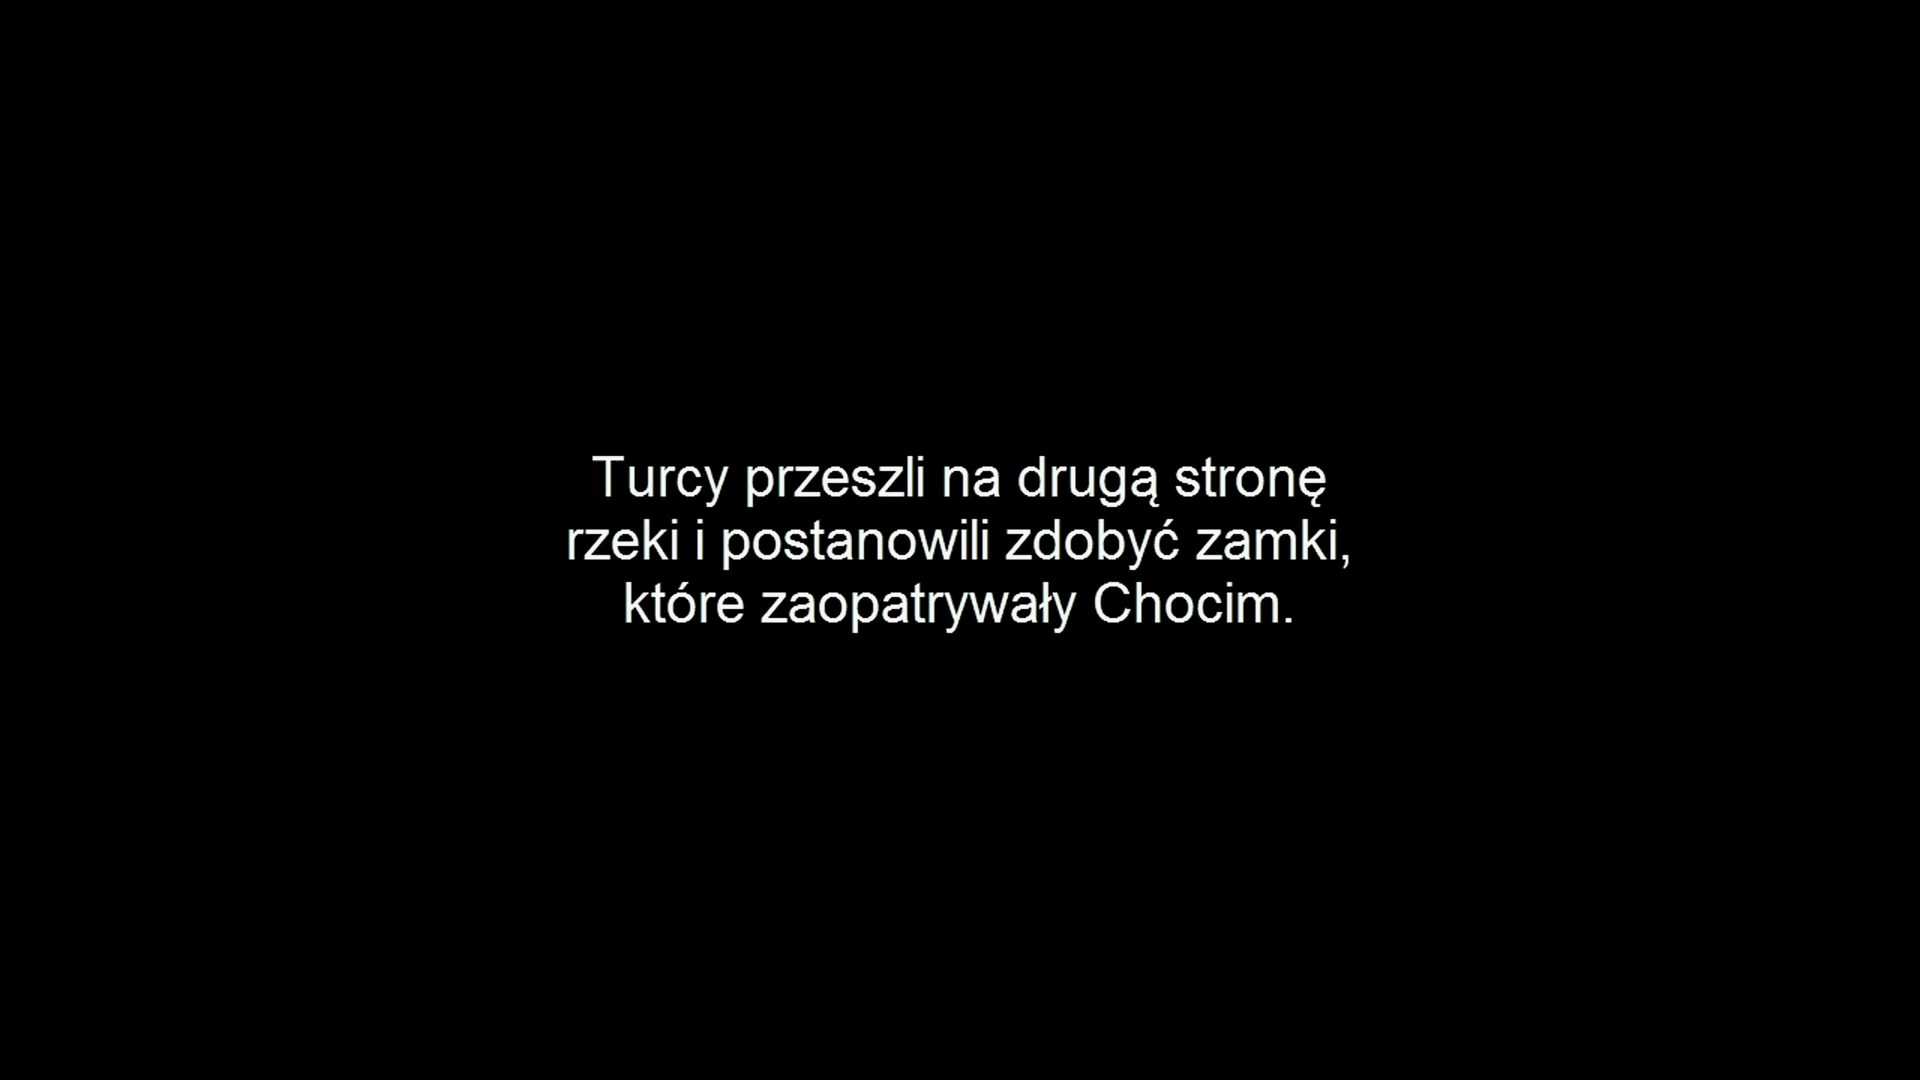 Turcy przeszli na drugą stronę
rzeki i postanowili zdobyć zamki,
które zaopatrywały Chocim.